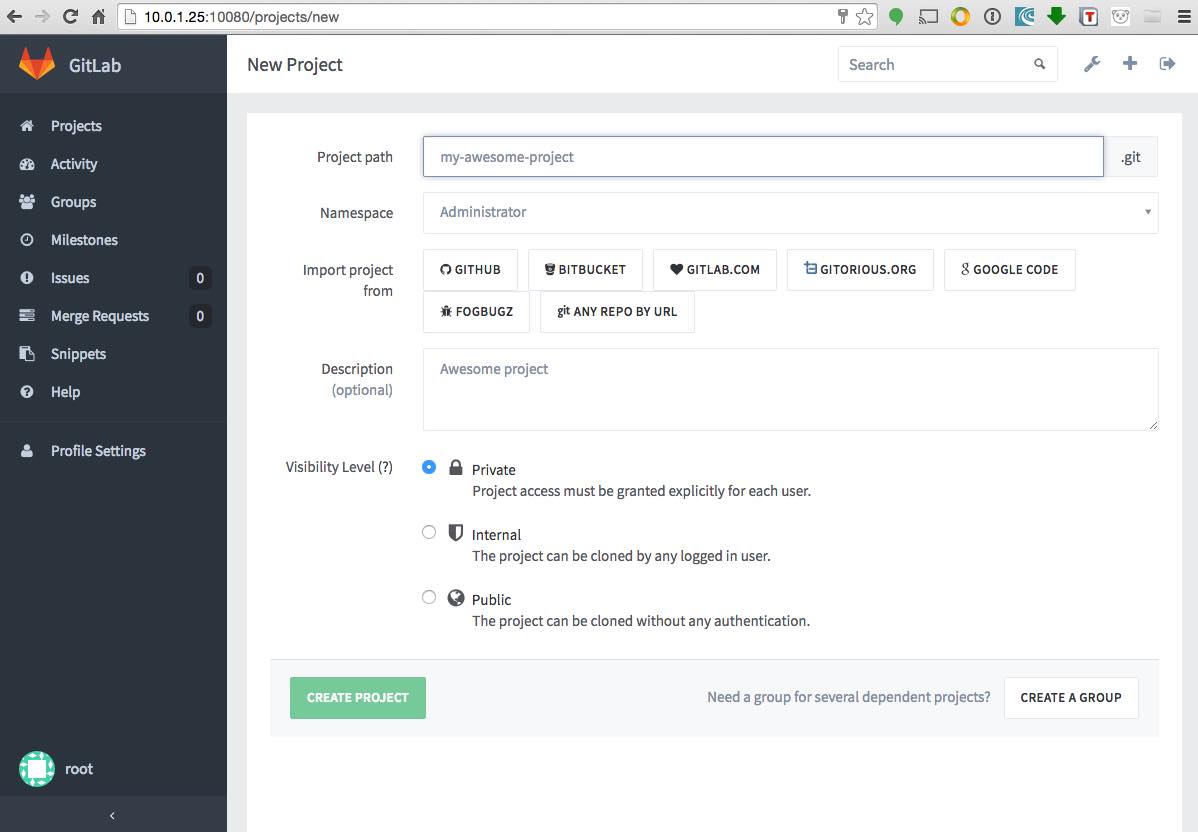 10.0.1.25:10080/projects/new
GitLab
New Project
Search
Projects
Activity
Groups
Milestones
Issues 0
Merge Requests 0
Snippets
Help
Profile Settings
root
Project path
my-awesome-project
.git
Namespace
Administrator
Import project
from
GITHUB
BITBUCKET
GITLAB.COM
GITORIOUS.ORG
GOOGLE CODE
FOGBUGZ
git ANY REPO BY URL
Description
(optional)
Awesome project
Visibility Level (?)
Private
Project access must be granted explicitly for each user.
Internal
The project can be cloned by any logged in user.
Public
The project can be cloned without any authentication.
CREATE PROJECT
Need a group for several dependent projects?
CREATE A GROUP